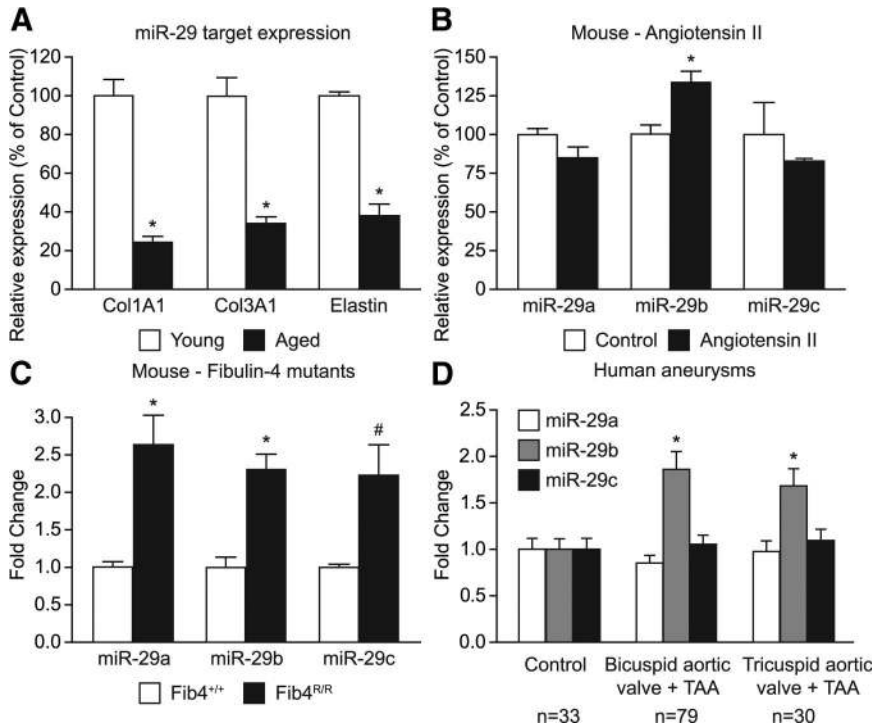 A
miR-29 target expression
Relative expression (% of Control)
120
100
80
60
40
20
0
*
*
*
Col1A1
Col3A1
Elastin
Young
Aged
B
Mouse - Angiotensin II
Relative expression (% of Control)
150
125
100
75
50
25
0
*
miR-29a
miR-29b
miR-29c
Control
Angiotensin II
C
Mouse - Fibulin-4 mutants
Fold Change
3.0
2.5
2.0
1.5
1.0
0.5
0.0
*
*
#
miR-29a
miR-29b
miR-29c
Fib4+/+
Fib4R/R
D
Human aneurysms
Fold Change
2.5
2.0
1.5
1.0
0.5
0.0
miR-29a
miR-29b
miR-29c
*
*
Control
Bicuspid aortic
valve + TAA
Tricuspid aortic
valve + TAA
n=33
n=79
n=30